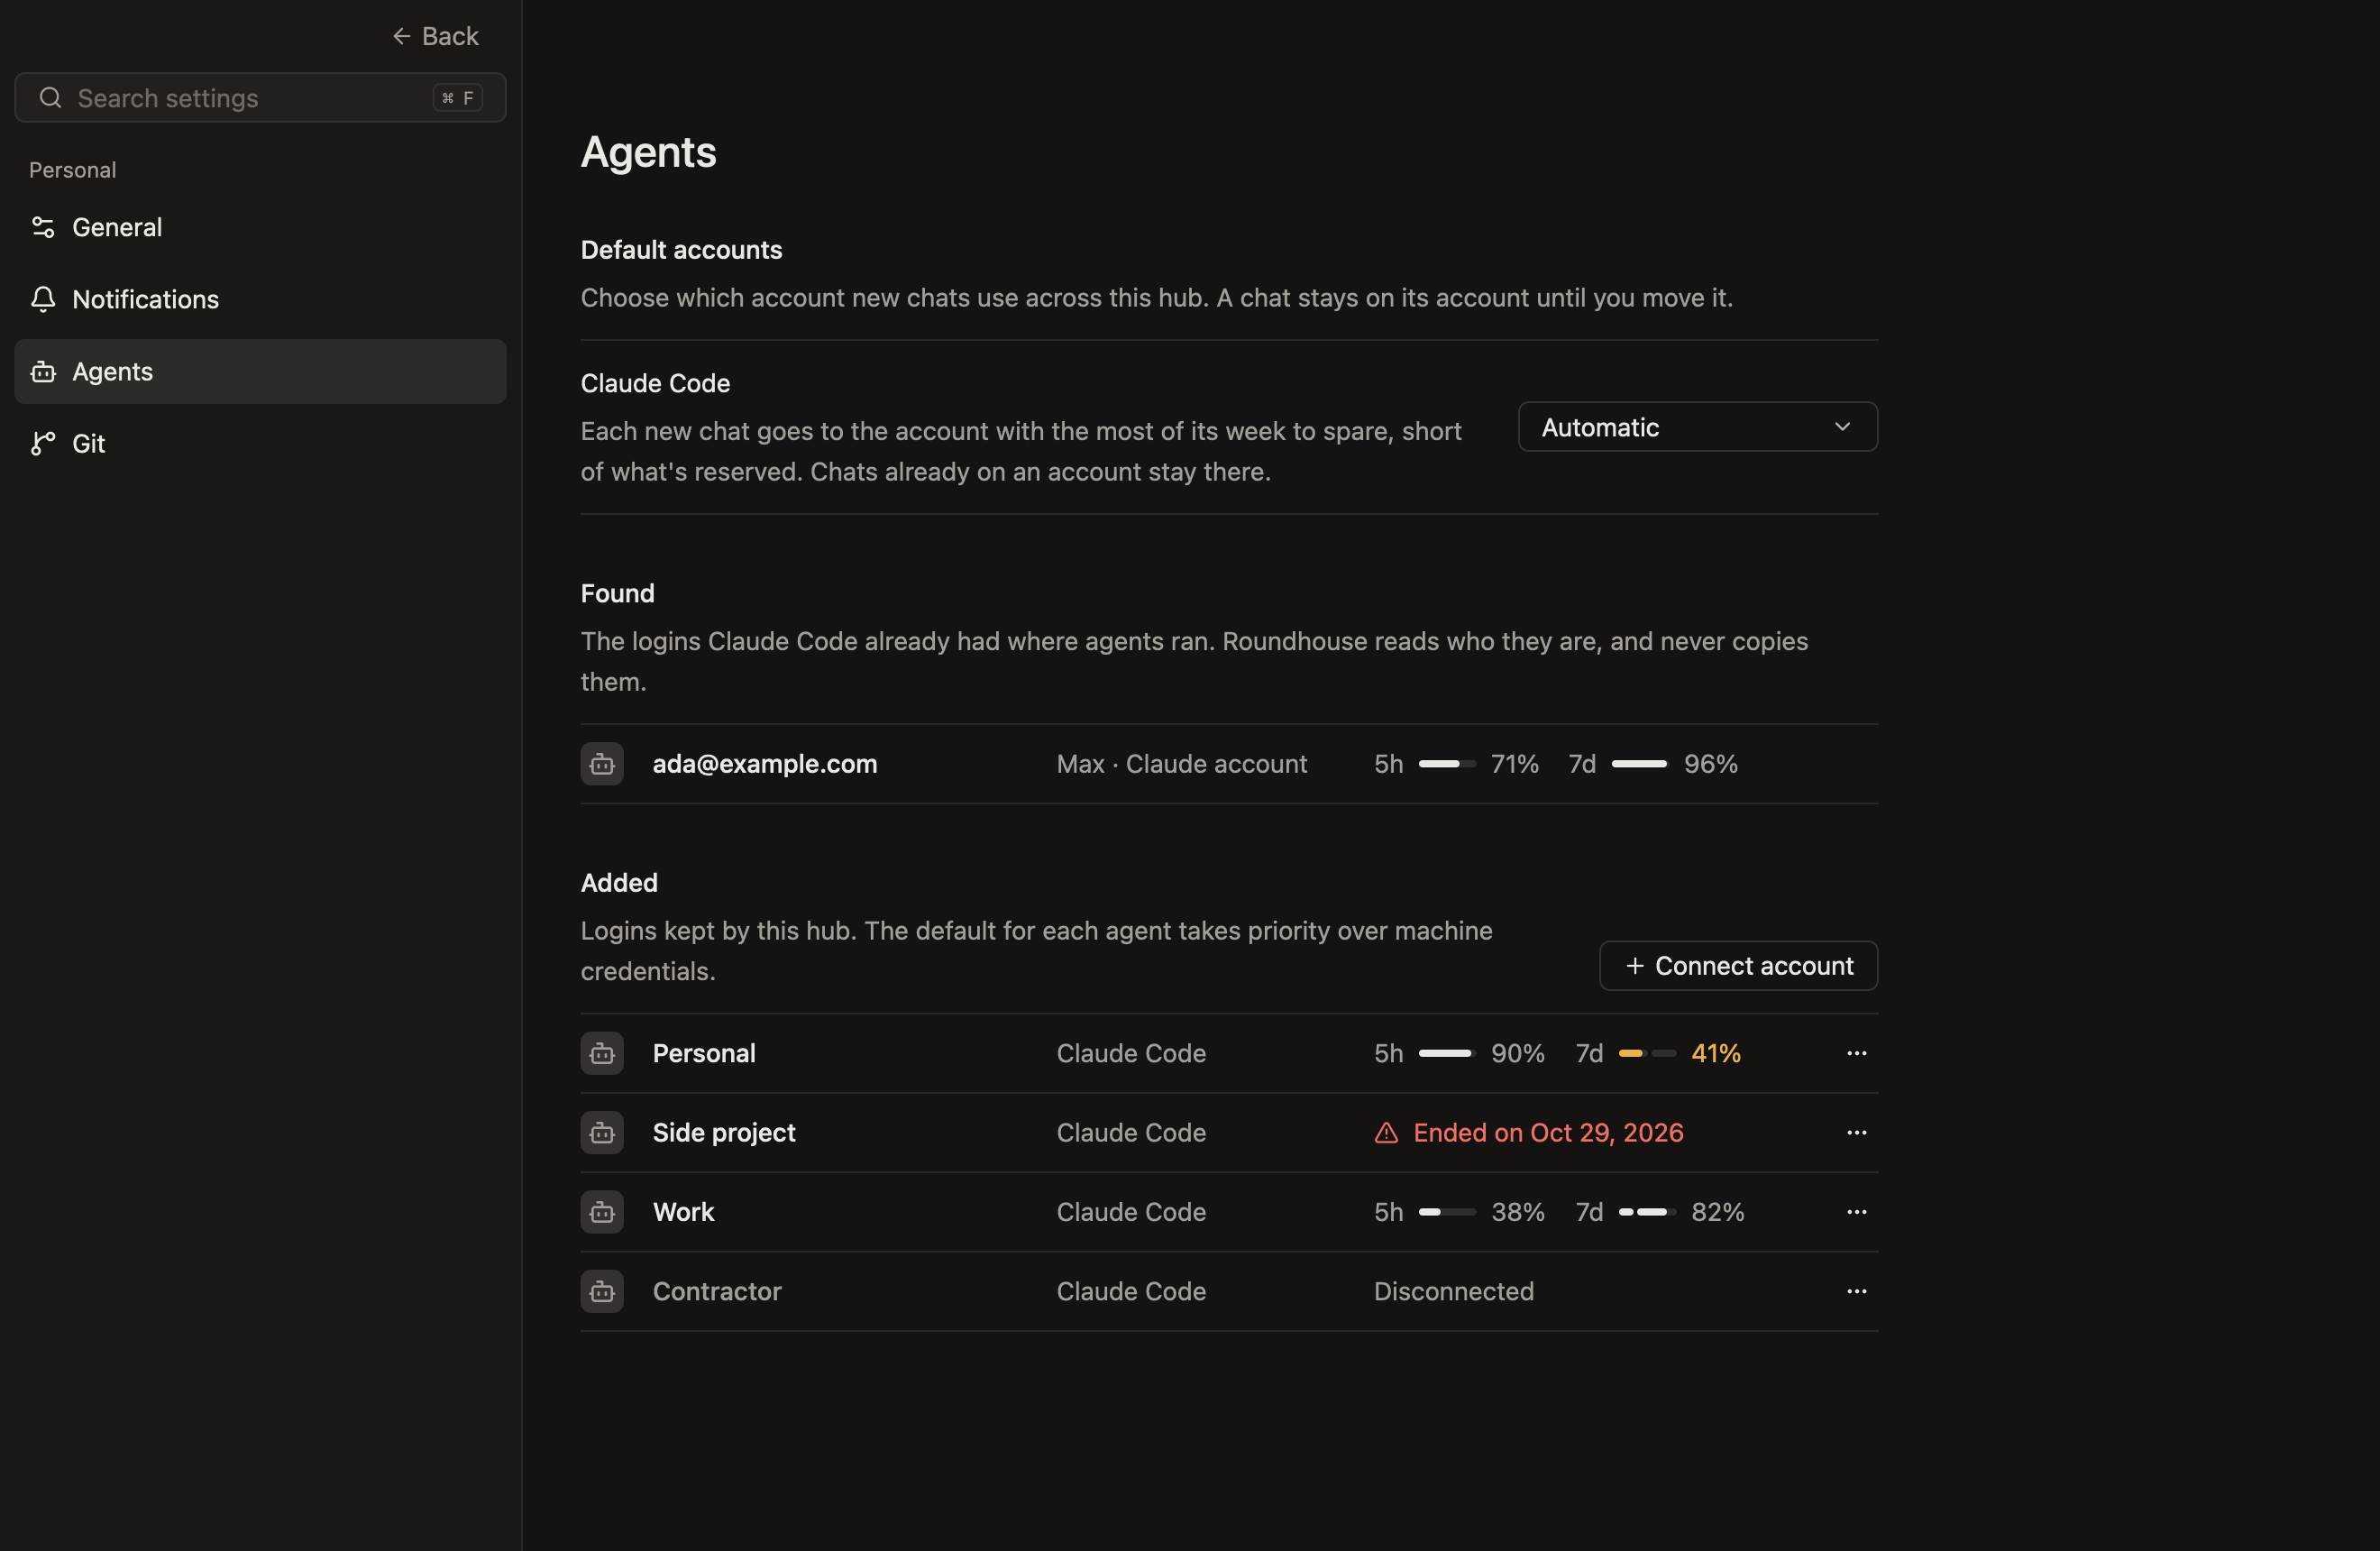 Back
Search settings
⌘ F
Personal
General
Notifications
Agents
Git
Agents
Default accounts
Choose which account new chats use across this hub. A chat stays on its account until you move it.
Claude Code
Each new chat goes to the account with the most of its week to spare, short
of what's reserved. Chats already on an account stay there.
Automatic
Found
The logins Claude Code already had where agents ran. Roundhouse reads who they are, and never copies
them.
ada@example.com Max · Claude account 5h 71% 7d 96%
Added
Logins kept by this hub. The default for each agent takes priority over machine
credentials.
Connect account
Personal Claude Code 5h 90% 7d 41%
Side project Claude Code Ended on Oct 29, 2026
Work Claude Code 5h 38% 7d 82%
Contractor Claude Code Disconnected